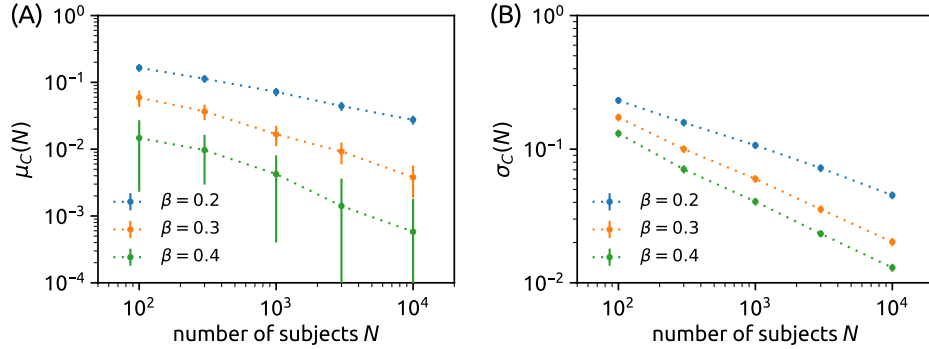 (A)
10^0
10^−1
10^−2
10^−3
10^−4
μ_C(N)
β = 0.2
β = 0.3
β = 0.4
10^2
10^3
10^4
number of subjects N
(B)
10^0
10^−1
10^−2
σ_C(N)
β = 0.2
β = 0.3
β = 0.4
10^2
10^3
10^4
number of subjects N